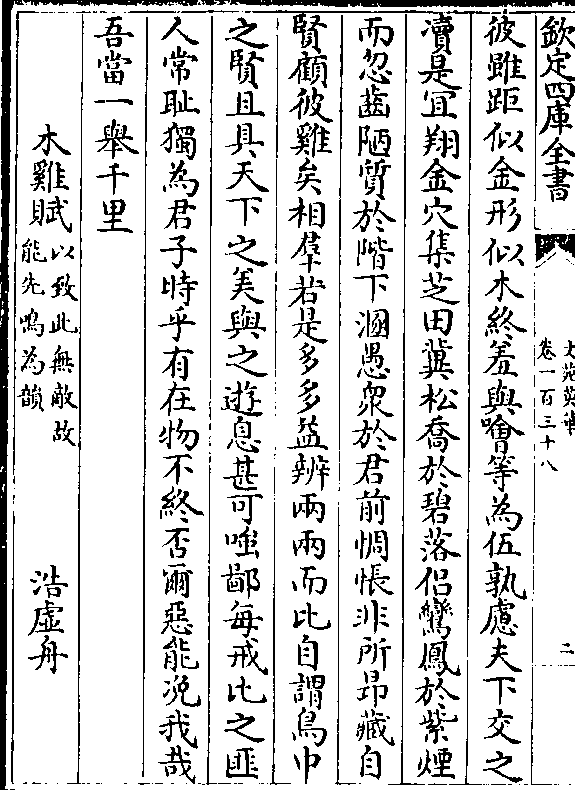 欽定四庫全書
文苑英華
卷一百三十八
二
彼雖距似金形似木終羞與噲等為伍孰慮夫下交之
凟是宜翔金穴集芝田冀松喬於碧落侣鸞鳳於紫煙
而忽齒陋質於階下溷愚衆於君前惆悵非所昂藏自
賢顧彼雞矣相羣若是多多益辨兩兩而比自謂鳥中
之賢且具天下之美與之遊息甚可嗤鄙每戒比之匪
人常耻獨為君子時乎有在物不終否爾惡能况我哉
吾當一舉千里
木雞賦以致此無敵故
能先鳴為韻
浩虚舟